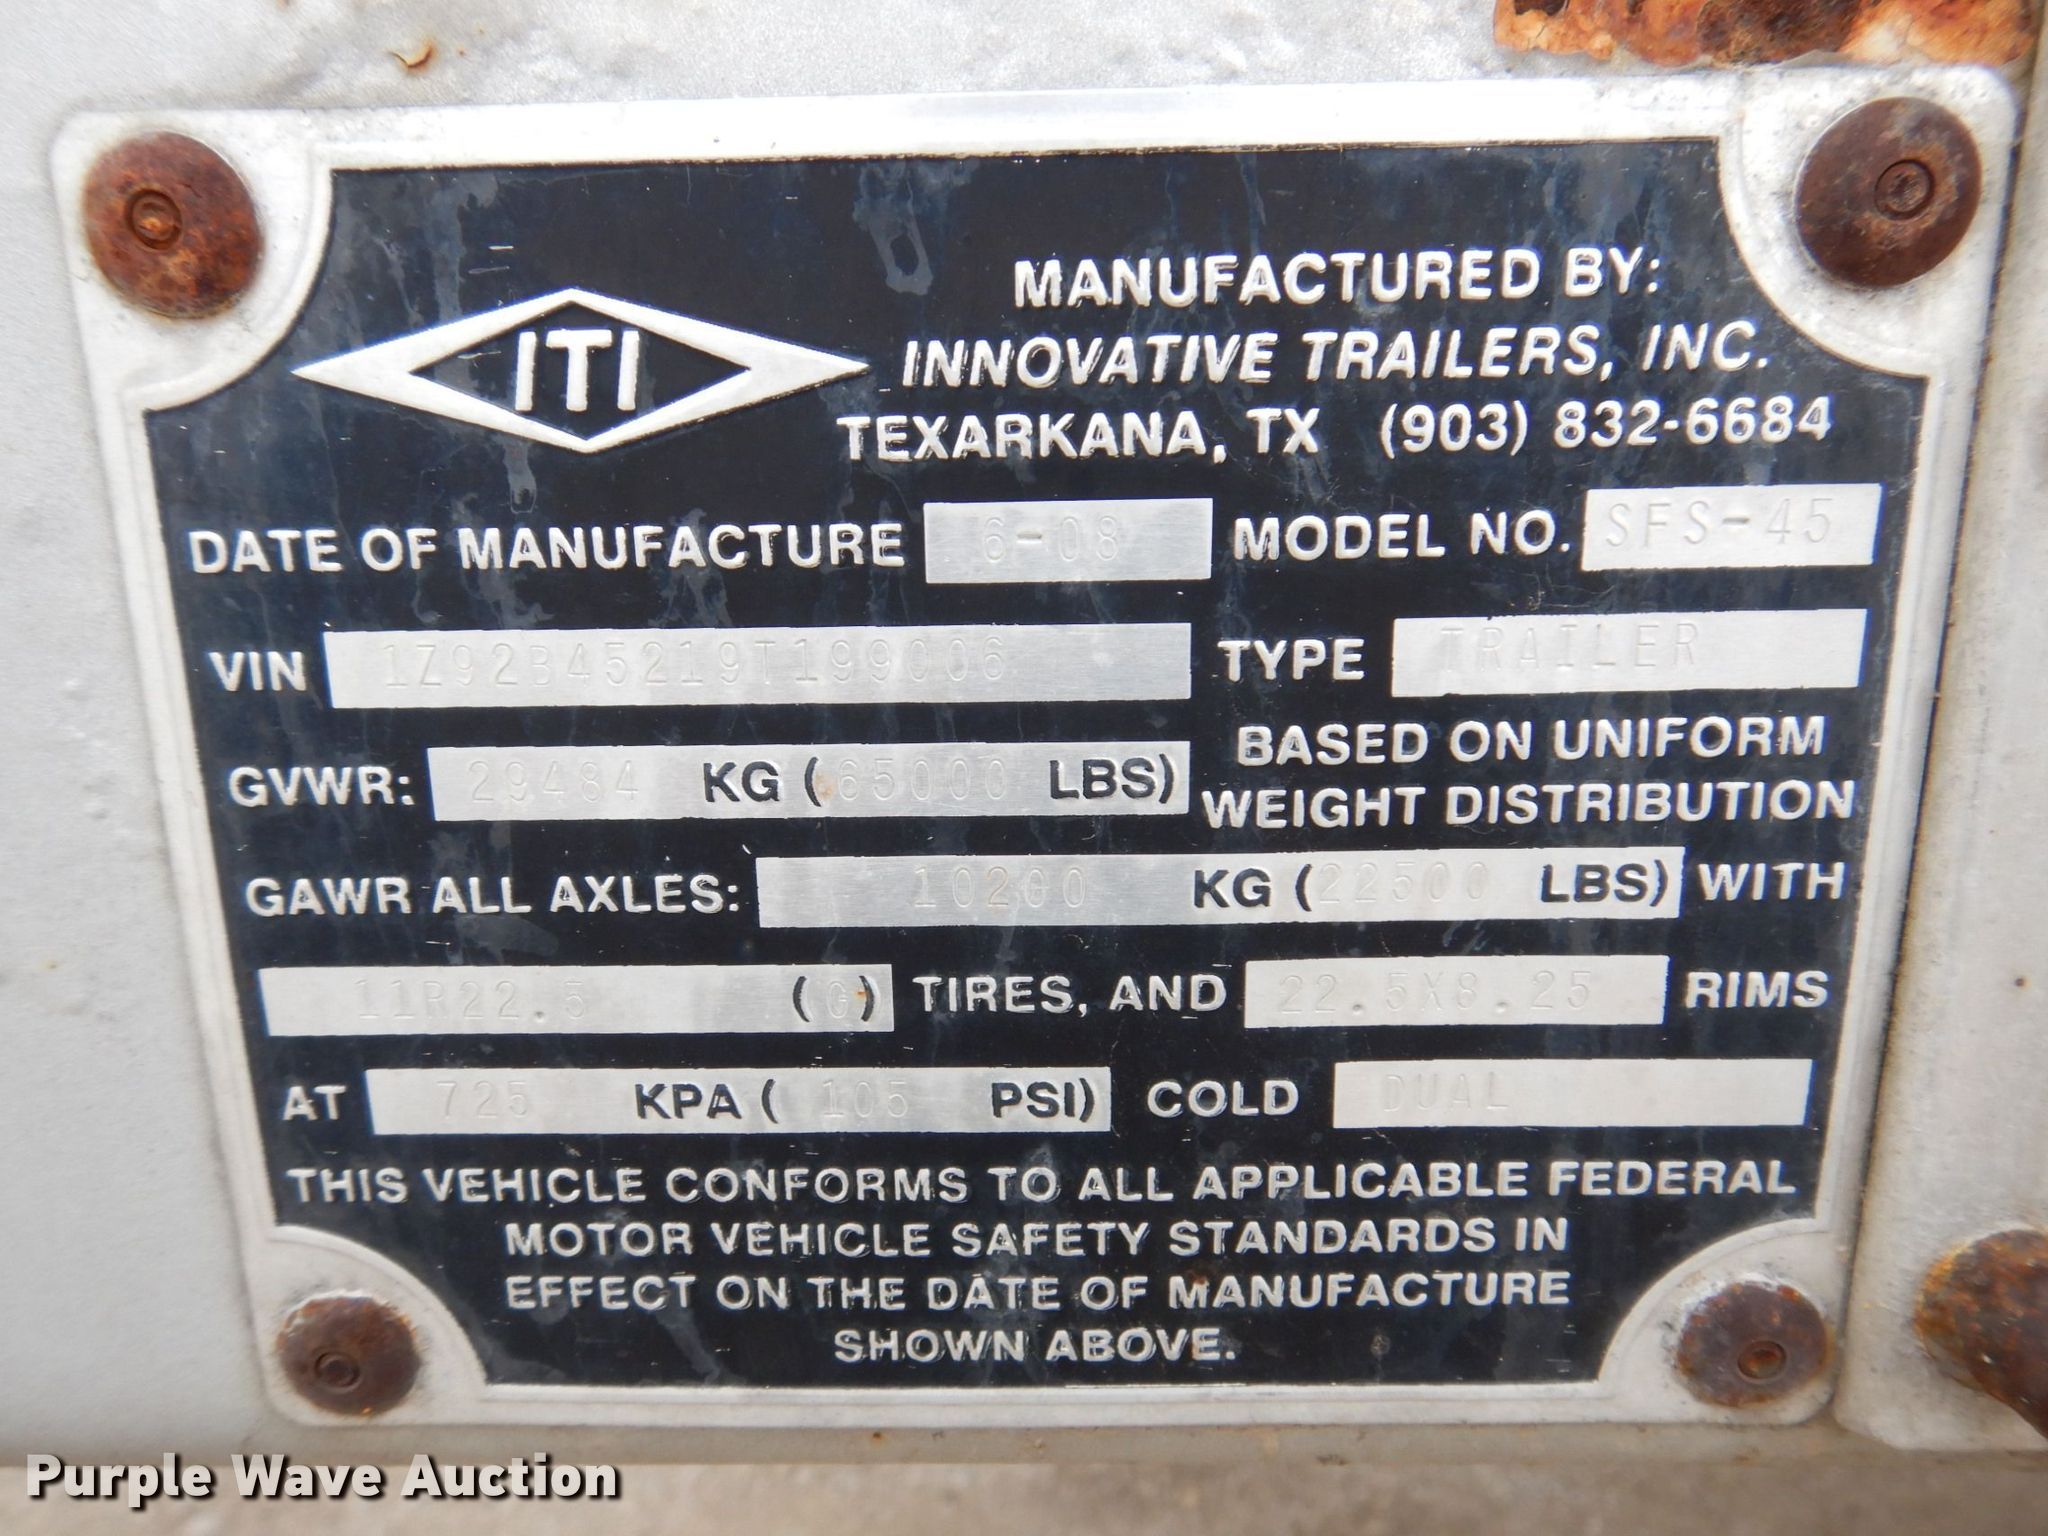 ITI
MANUFACTURED BY:
INNOVATIVE TRAILERS, INC.
TEXARKANA, TX (903) 832-6684
DATE OF MANUFACTURE 6-08 MODEL NO. SFS-45
VIN 1Z92B45219T199006 TYPE TRAILER
GVWR: 29484 KG (65000 LBS) BASED ON UNIFORM
WEIGHT DISTRIBUTION
GAWR ALL AXLES: 10200 KG (22500 LBS) WITH
11R22.5 (G) TIRES, AND 22.5X8.25 RIMS
AT 725 KPA (105 PSI) COLD DUAL
THIS VEHICLE CONFORMS TO ALL APPLICABLE FEDERAL
MOTOR VEHICLE SAFETY STANDARDS IN
EFFECT ON THE DATE OF MANUFACTURE
SHOWN ABOVE.
Purple Wave Auction